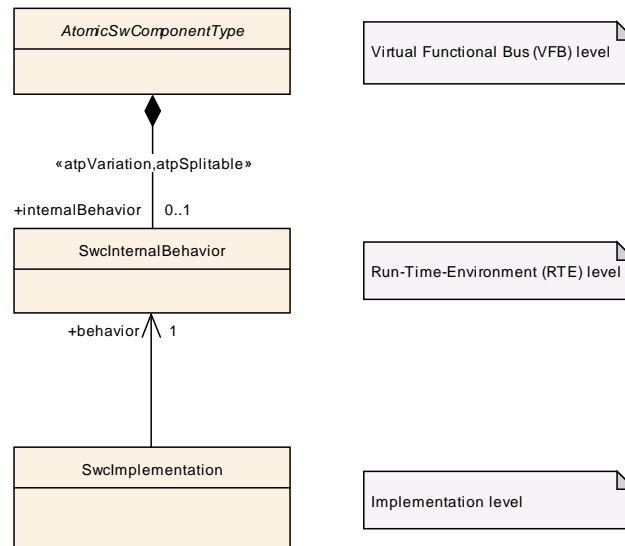 AtomicSwComponentType
Virtual Functional Bus (VFB) level
«atpVariation,atpSplitable»
+internalBehavior 0..1
SwcInternalBehavior
Run-Time-Environment (RTE) level
+behavior 1
SwcImplementation
Implementation level